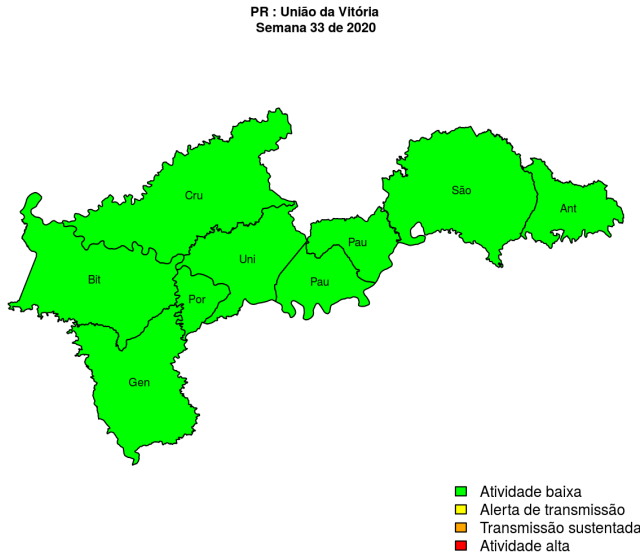 PR : União da Vitória
Semana 33 de 2020
Cru
São
Ant
Pau
Uni
Bit
Pau
Por
Gen
Atividade baixa
Alerta de transmissão
Transmissão sustentada
Atividade alta